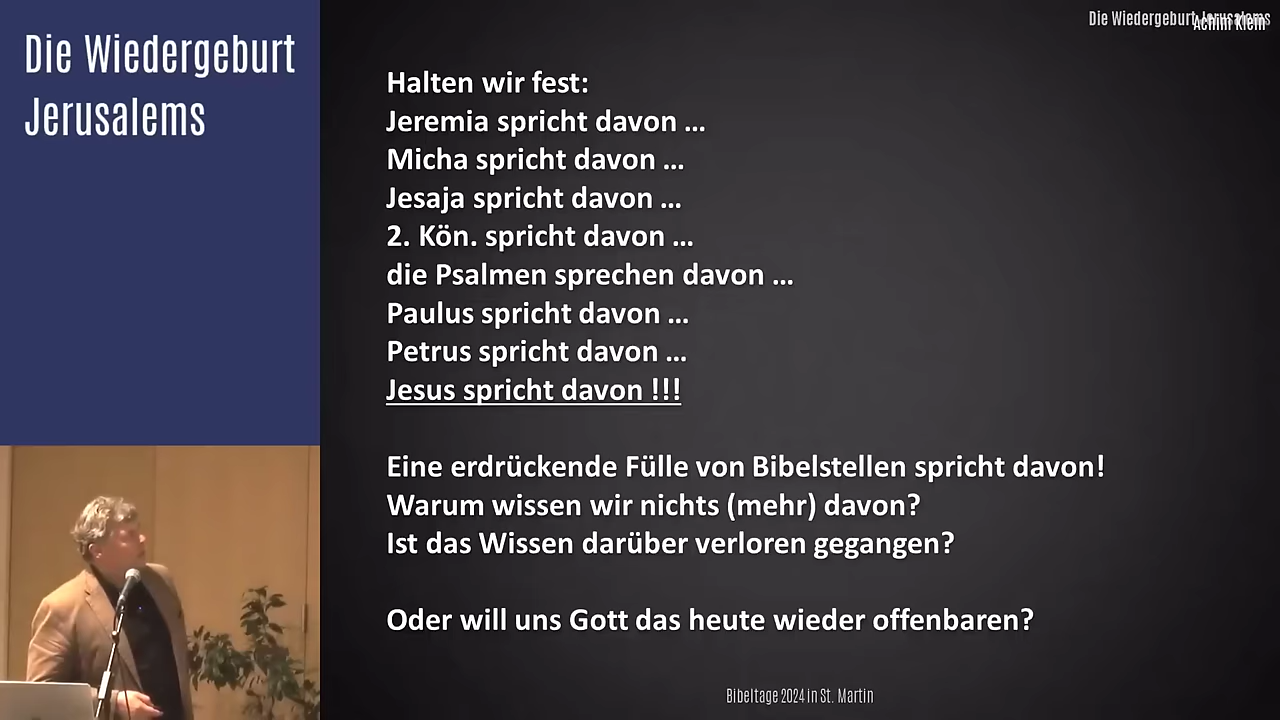 Die Wiedergeburt
Jerusalems
Die Wiedergeburt Jerusalems
Achim Klein
Halten wir fest:
Jeremia spricht davon ...
Micha spricht davon ...
Jesaja spricht davon ...
2. Kön. spricht davon ...
die Psalmen sprechen davon ...
Paulus spricht davon ...
Petrus spricht davon ...
Jesus spricht davon !!!
Eine erdrückende Fülle von Bibelstellen spricht davon!
Warum wissen wir nichts (mehr) davon?
Ist das Wissen darüber verloren gegangen?
Oder will uns Gott das heute wieder offenbaren?
Bibeltage 2024 in St. Martin